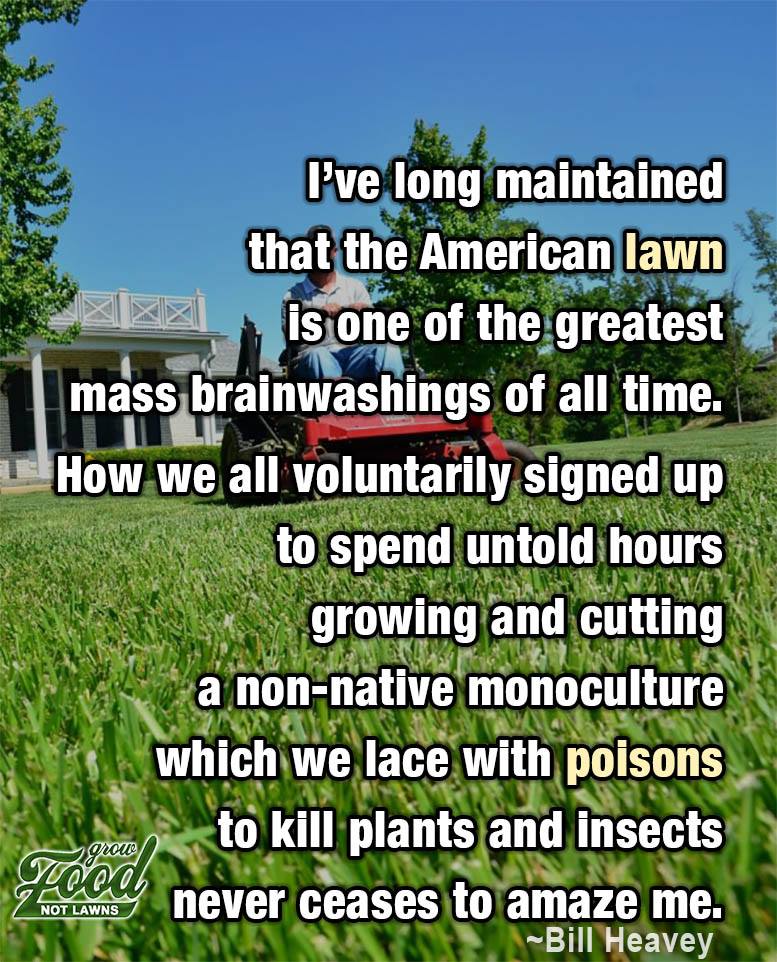 I’ve long maintained
that the American lawn
is one of the greatest
mass brainwashings of all time.
How we all voluntarily signed up
to spend untold hours
growing and cutting
a non-native monoculture
which we lace with poisons
to kill plants and insects
never ceases to amaze me.
~Bill Heavey
grow
Food
NOT LAWNS